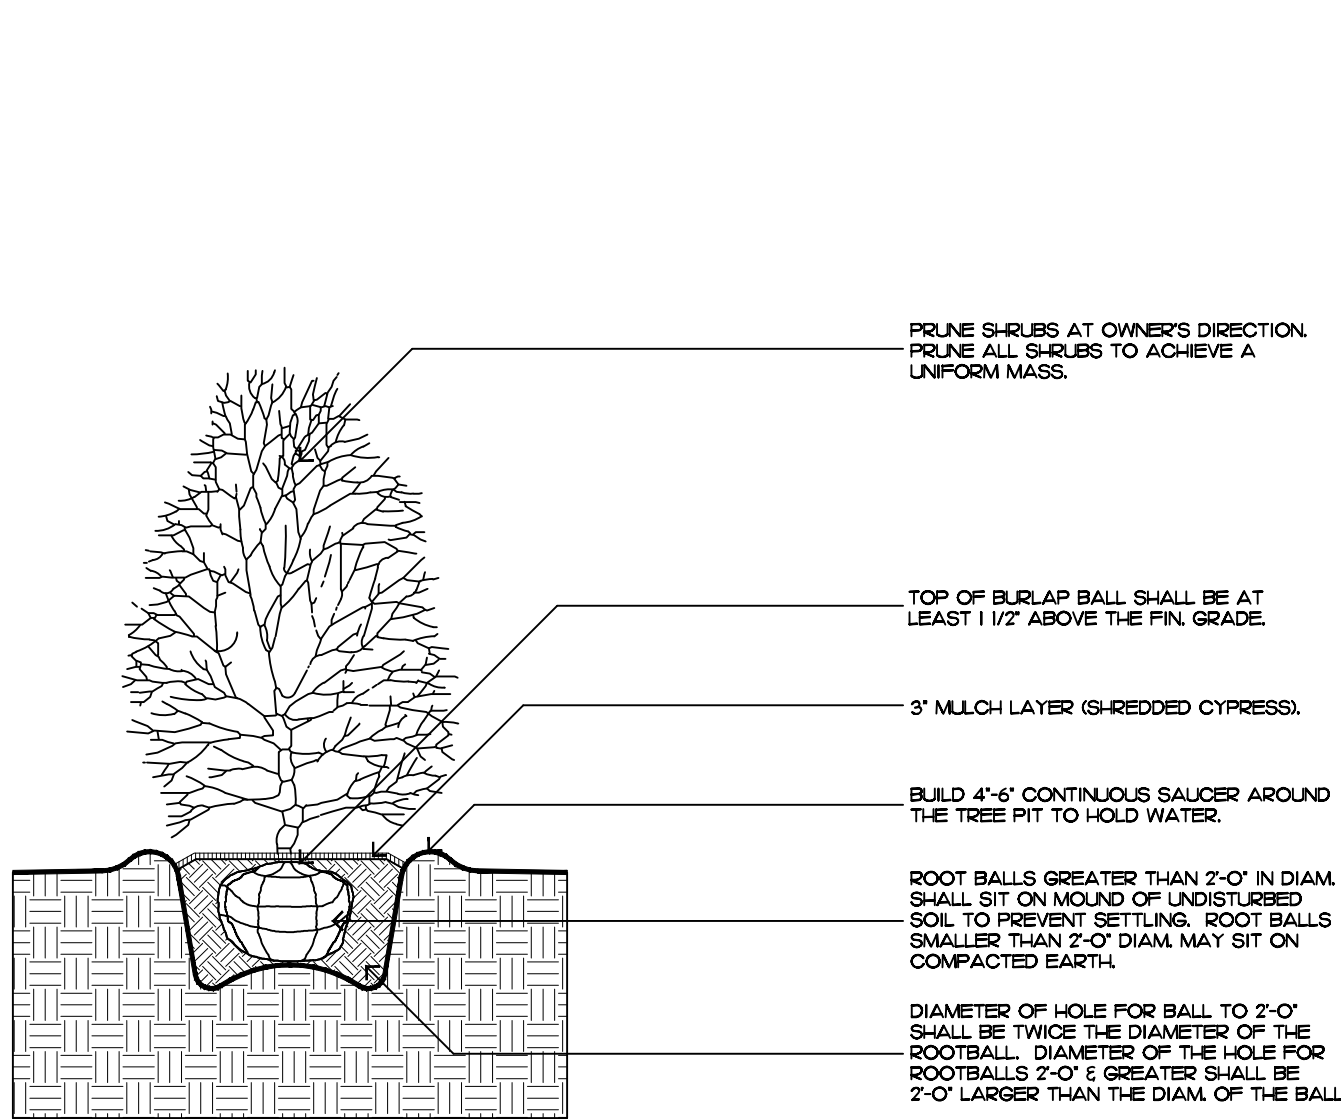 PRUNE SHRUBS AT OWNER'S DIRECTION.
PRUNE ALL SHRUBS TO ACHIEVE A
UNIFORM MASS.
TOP OF BURLAP BALL SHALL BE AT
LEAST 1 1/2" ABOVE THE FIN. GRADE.
3" MULCH LAYER (SHREDDED CYPRESS).
BUILD 4"-6" CONTINUOUS SAUCER AROUND
THE TREE PIT TO HOLD WATER.
ROOT BALLS GREATER THAN 2'-0" IN DIAM.
SHALL SIT ON MOUND OF UNDISTURBED
SOIL TO PREVENT SETTLING. ROOT BALLS
SMALLER THAN 2'-0" DIAM. MAY SIT ON
COMPACTED EARTH.
DIAMETER OF HOLE FOR BALL TO 2'-0"
SHALL BE TWICE THE DIAMETER OF THE
ROOTBALL. DIAMETER OF THE HOLE FOR
ROOTBALLS 2'-0" & GREATER SHALL BE
2'-0" LARGER THAN THE DIAM. OF THE BALL